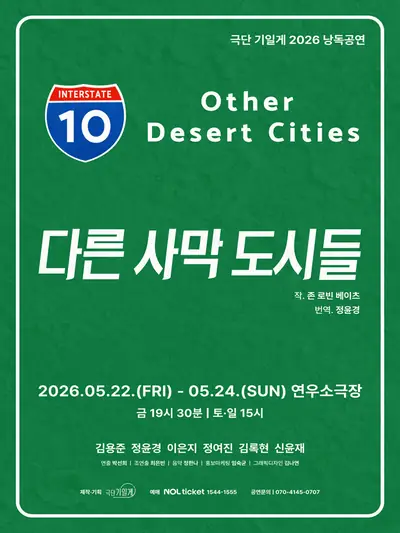 극단 기일게 2026 낭독공연
INTERSTATE
10
Other
Desert Cities
다른 사막 도시들
작. 존 로빈 베이츠
번역. 정윤경
2026.05.22.(FRI) - 05.24.(SUN) 연우소극장
금 19시 30분 | 토·일 15시
김용준 정윤경 이은지 정여진 김록현 신윤재
연출 박선희 | 조연출 최은빈 | 음악 정한나 | 홍보마케팅 임숙균 | 그래픽디자인 김나연
제작·기획 극단기일게 예매 NOL ticket 1544-1555 공연문의 | 070-4145-0707